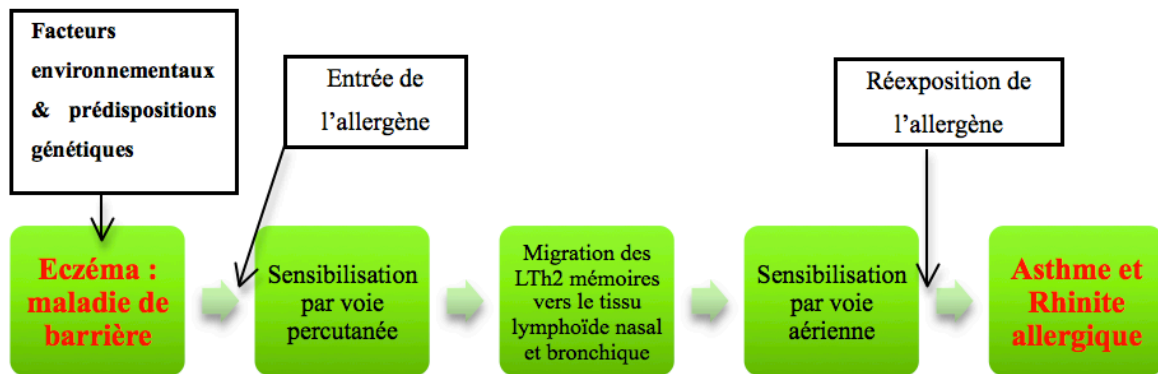 Facteurs
environnementaux
& prédispositions
génétiques
Entrée de
l'allergène
Réexposition de
l'allergène
Eczéma :
maladie de
barrière
Sensibilisation
par voie
percutanée
Migration des
LTh2 mémoires
vers le tissu
lymphoïde nasal
et bronchique
Sensibilisation
par voie
aérienne
Asthme et
Rhinite
allergique